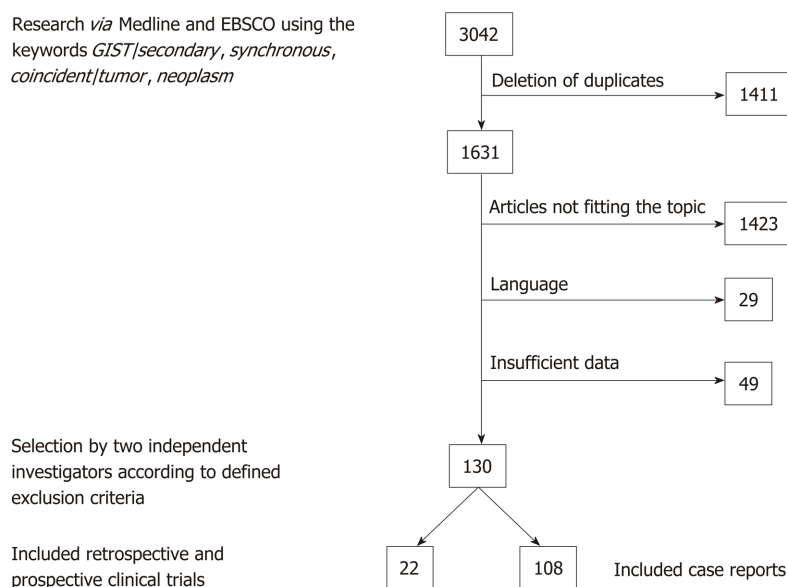 Research via Medline and EBSCO using the
keywords GIST|secondary, synchronous,
coincident|tumor, neoplasm
3042
Deletion of duplicates
1411
1631
Articles not fitting the topic
1423
Language
29
Insufficient data
49
Selection by two independent
investigators according to defined
exclusion criteria
130
Included retrospective and
prospective clinical trials
22
108
Included case reports